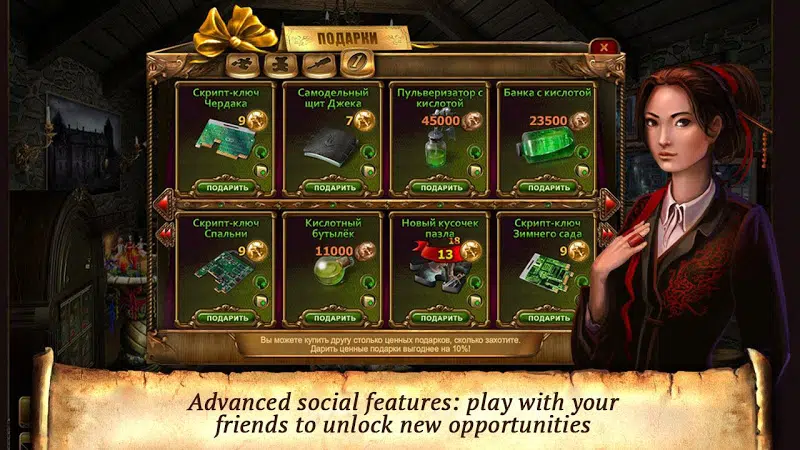 ПОДАРКИ
X
Скрипт-ключ
Чердака
9
ПОДАРИТЬ
Самодельный
щит Джека
7
ПОДАРИТЬ
Пульверизатор с
кислотой
45000
ПОДАРИТЬ
Банка с кислотой
23500
ПОДАРИТЬ
Скрипт-ключ
Спальни
9
ПОДАРИТЬ
Кислотный
бутылёк
11000
ПОДАРИТЬ
Новый кусочек
пазла
18
13
ПОДАРИТЬ
Скрипт-ключ
Зимнего сада
9
ПОДАРИТЬ
Вы можете купить другу столько ценных подарков, сколько захотите.
Дарить ценные подарки выгоднее на 10%!
Advanced social features: play with your
friends to unlock new opportunities